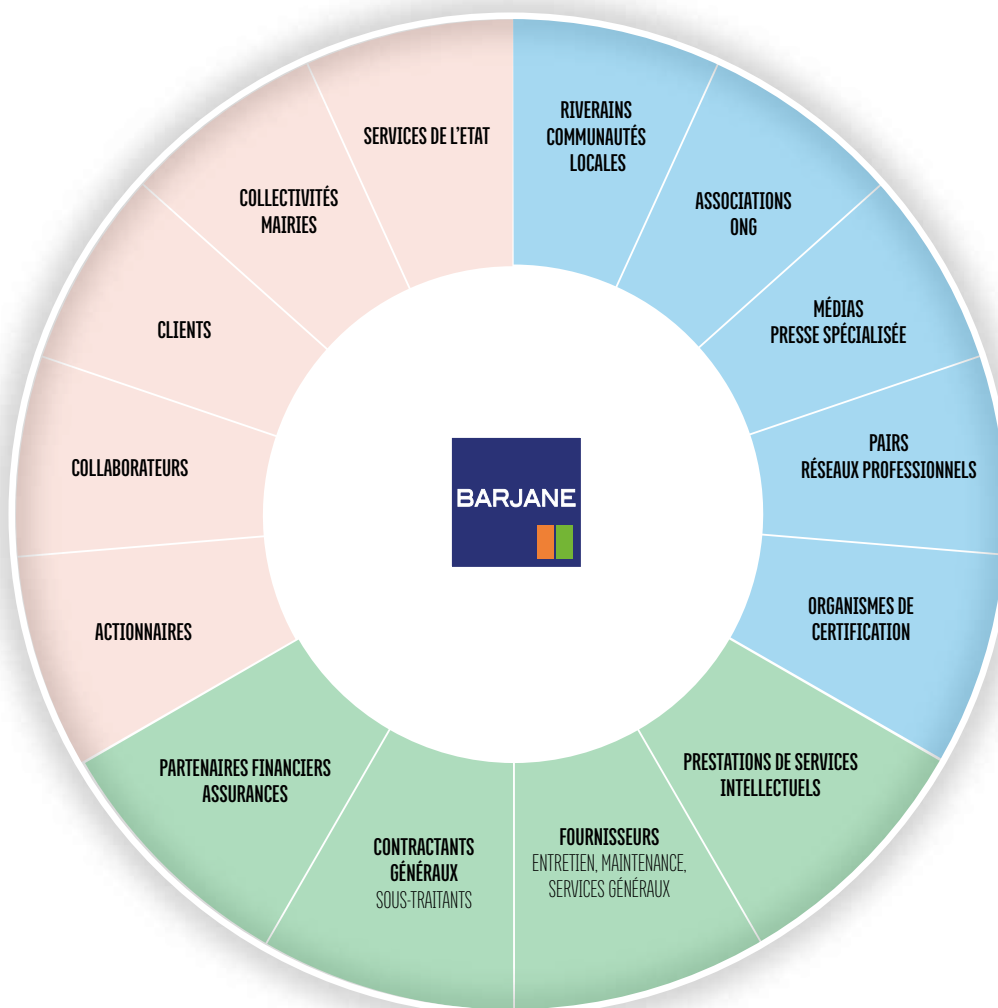 SERVICES DE L'ETAT
RIVERAINS
COMMUNAUTÉS
LOCALES
COLLECTIVITÉS
MAIRIES
ASSOCIATIONS
ONG
CLIENTS
MÉDIAS
PRESSE SPÉCIALISÉE
COLLABORATEURS
PAIRS
RÉSEAUX PROFESSIONNELS
BARJANE
ACTIONNAIRES
ORGANISMES DE
CERTIFICATION
PARTENAIRES FINANCIERS
ASSURANCES
PRESTATIONS DE SERVICES
INTELLECTUELS
CONTRACTANTS
GÉNÉRAUX
SOUS-TRAITANTS
FOURNISSEURS
ENTRETIEN, MAINTENANCE,
SERVICES GÉNÉRAUX